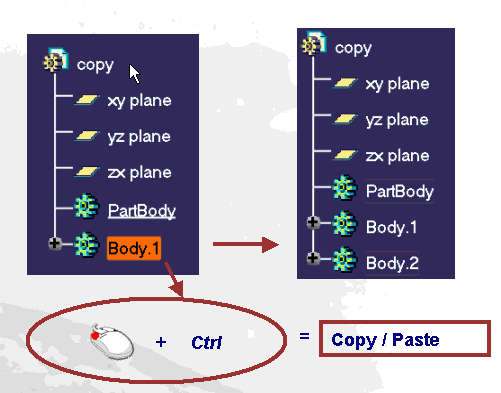 copy
xy plane
yz plane
zx plane
PartBody
Body.1
copy
xy plane
yz plane
zx plane
PartBody
Body.1
Body.2
+ Ctrl = Copy / Paste